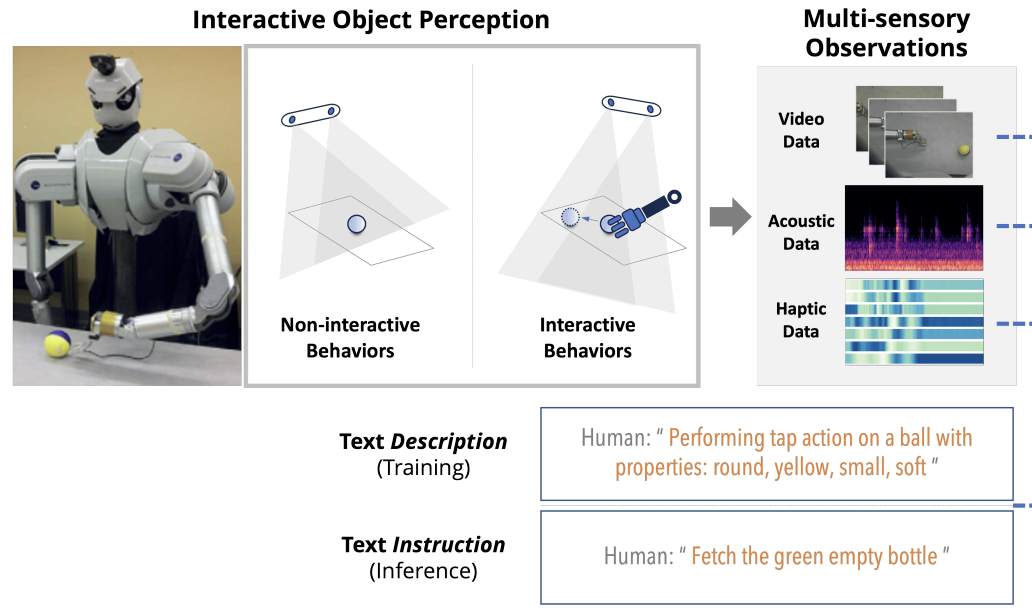 Interactive Object Perception
Multi-sensory
Observations
Non-interactive
Behaviors
Interactive
Behaviors
Video
Data
Acoustic
Data
Haptic
Data
Text Description
(Training)
Human: “ Performing tap action on a ball with
properties: round, yellow, small, soft ”
Text Instruction
(Inference)
Human: “ Fetch the green empty bottle ”